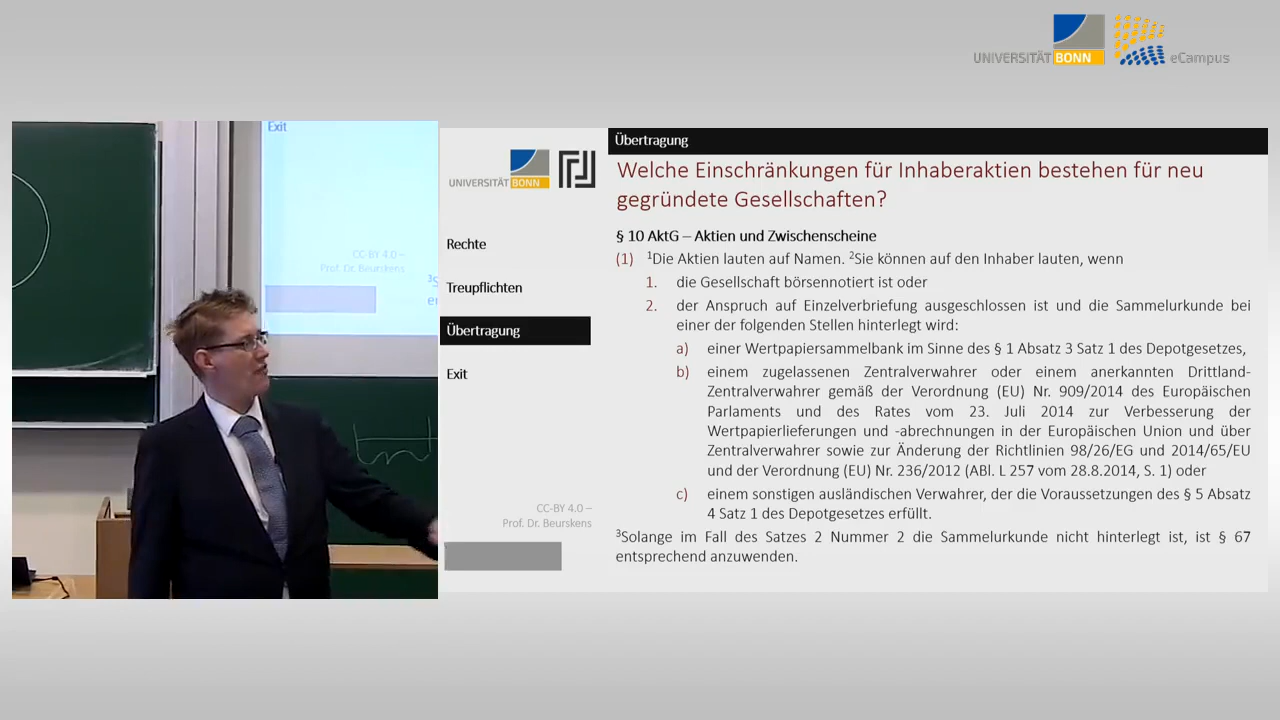 UNIVERSITÄT BONN
eCampus
Exit
CC-BY 4.0 –
Prof. Dr. Beurskens
UNIVERSITÄT BONN
Rechte
Treupflichten
Übertragung
Exit
CC-BY 4.0 –
Prof. Dr. Beurskens
Übertragung
Welche Einschränkungen für Inhaberaktien bestehen für neu
gegründete Gesellschaften?
§ 10 AktG – Aktien und Zwischenscheine
(1) ¹Die Aktien lauten auf Namen. ²Sie können auf den Inhaber lauten, wenn
1. die Gesellschaft börsennotiert ist oder
2. der Anspruch auf Einzelverbriefung ausgeschlossen ist und die Sammelurkunde bei
einer der folgenden Stellen hinterlegt wird:
a) einer Wertpapiersammelbank im Sinne des § 1 Absatz 3 Satz 1 des Depotgesetzes,
b) einem zugelassenen Zentralverwahrer oder einem anerkannten Drittland-
Zentralverwahrer gemäß der Verordnung (EU) Nr. 909/2014 des Europäischen
Parlaments und des Rates vom 23. Juli 2014 zur Verbesserung der
Wertpapierlieferungen und -abrechnungen in der Europäischen Union und über
Zentralverwahrer sowie zur Änderung der Richtlinien 98/26/EG und 2014/65/EU
und der Verordnung (EU) Nr. 236/2012 (ABl. L 257 vom 28.8.2014, S. 1) oder
c) einem sonstigen ausländischen Verwahrer, der die Voraussetzungen des § 5 Absatz
4 Satz 1 des Depotgesetzes erfüllt.
³Solange im Fall des Satzes 2 Nummer 2 die Sammelurkunde nicht hinterlegt ist, ist § 67
entsprechend anzuwenden.